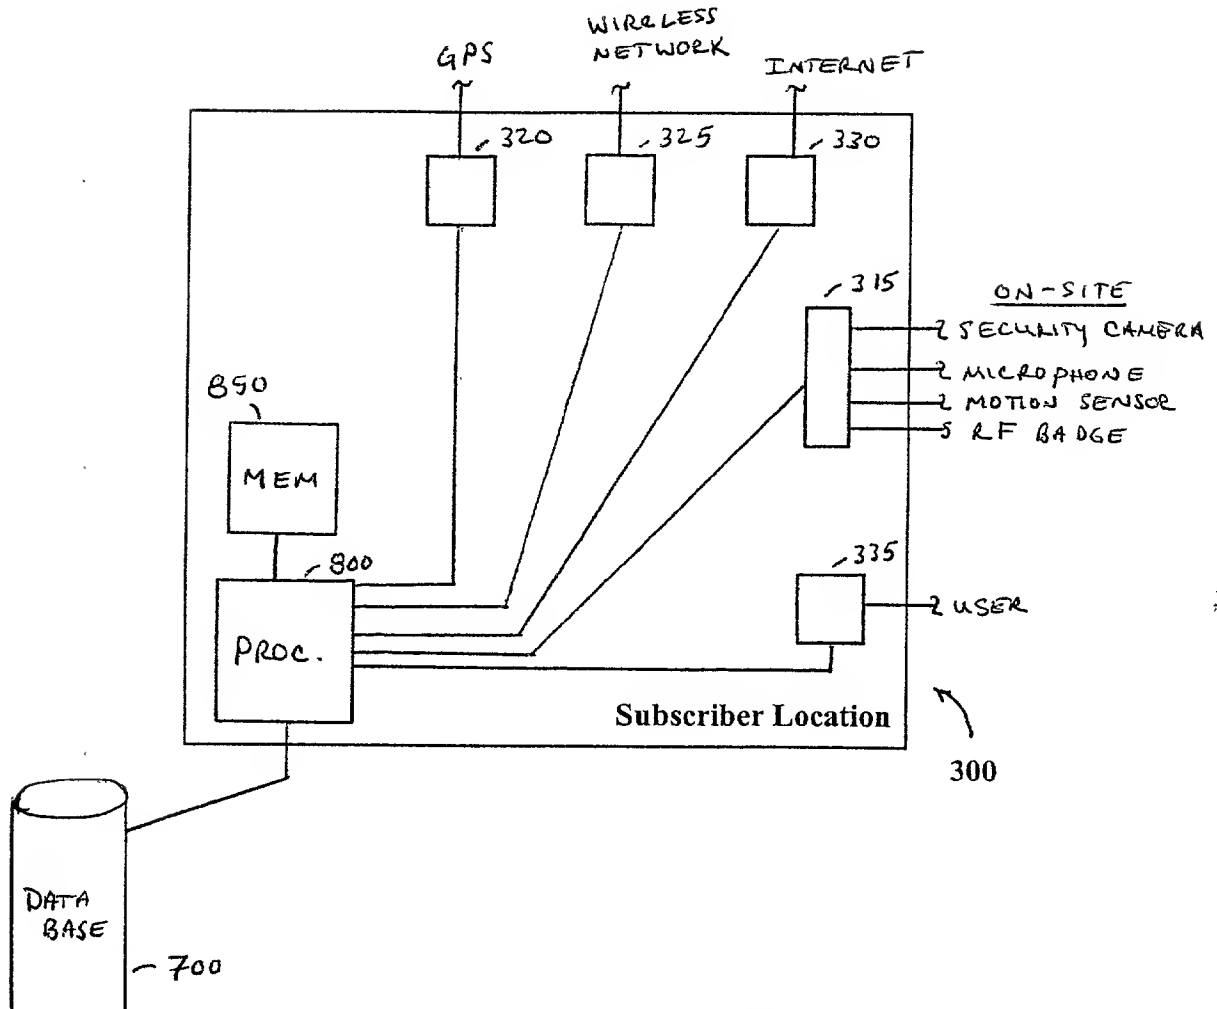 GPS
WIRELESS
NETWORK
INTERNET
320
325
330
315
ON-SITE
SECURITY CAMERA
MICROPHONE
MOTION SENSOR
RF BADGE
850
MEM
800
PROC.
335
USER
Subscriber Location
300
DATA
BASE
700